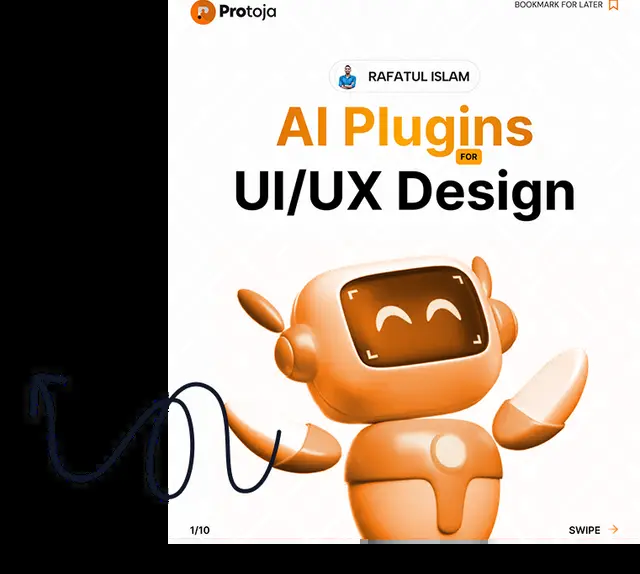 Protoja
BOOKMARK FOR LATER
RAFATUL ISLAM
AI Plugins
FOR
UI/UX Design
1/10
SWIPE